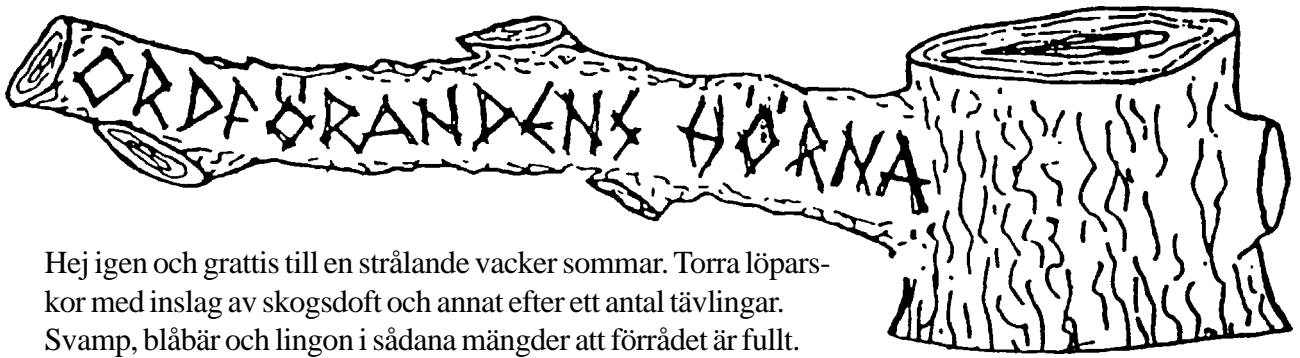 ORDFÖRANDENS HÖRNA
Hej igen och grattis till en strålande vacker sommar. Torra löpars-
kor med inslag av skogsdoft och annat efter ett antal tävlingar.
Svamp, blåbär och lingon i sådana mängder att förrådet är fullt.